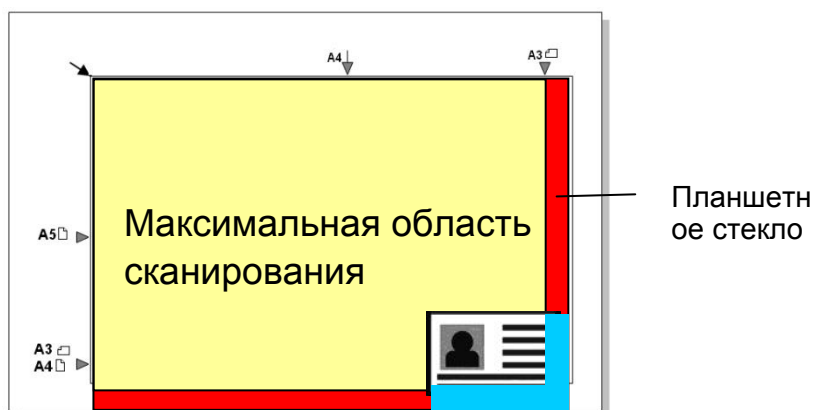 A4
A3
Максимальная область
сканирования
Планшетн
ое стекло
A5
A3
A4